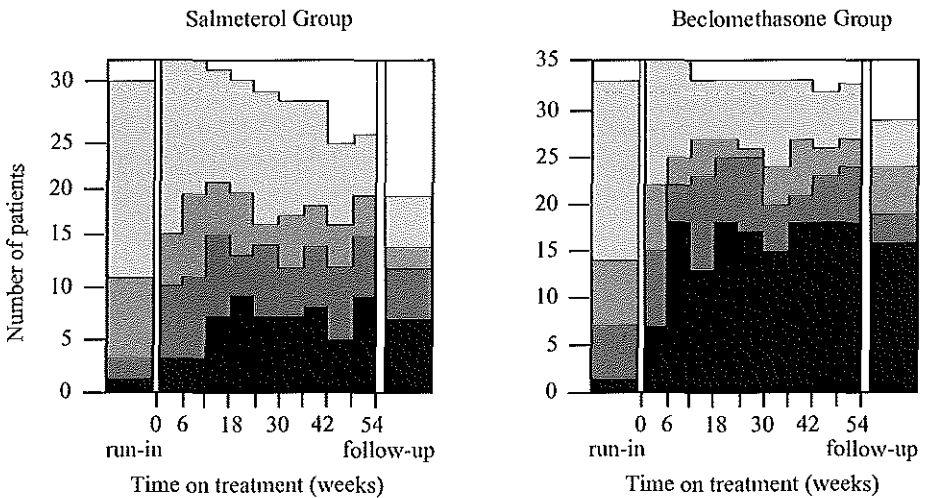 Salmeterol Group
Number of patients
30
25
20
15
10
5
0
0 6 18 30 42 54
run-in follow-up
Time on treatment (weeks)
Beclomethasone Group
35
30
25
20
15
10
5
0
0 6 18 30 42 54
run-in follow-up
Time on treatment (weeks)